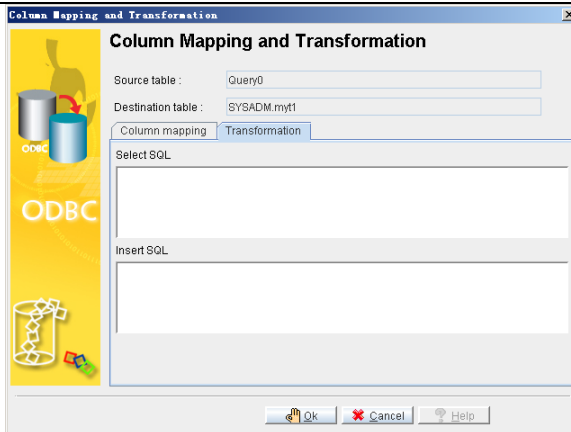 Column Mapping and Transformation
Column Mapping and Transformation
Source table :
Query0
Destination table :
SYSADM.myt1
Column mapping
Transformation
Select SQL
ODBC
ODBC
Insert SQL
Ok
Cancel
? Help